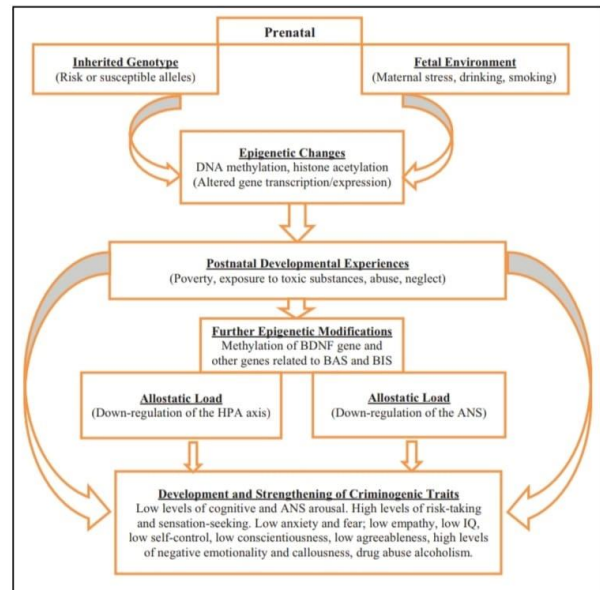 Prenatal
Inherited Genotype
(Risk or susceptible alleles)
Fetal Environment
(Maternal stress, drinking, smoking)
Epigenetic Changes
DNA methylation, histone acetylation
(Altered gene transcription/expression)
Postnatal Developmental Experiences
(Poverty, exposure to toxic substances, abuse, neglect)
Further Epigenetic Modifications
Methylation of BDNF gene and
other genes related to BAS and BIS
Allostatic Load
(Down-regulation of the HPA axis)
Allostatic Load
(Down-regulation of the ANS)
Development and Strengthening of Criminogenic Traits
Low levels of cognitive and ANS arousal. High levels of risk-taking
and sensation-seeking. Low anxiety and fear; low empathy, low IQ,
low self-control, low conscientiousness, low agreeableness, high levels
of negative emotionality and callousness, drug abuse alcoholism.